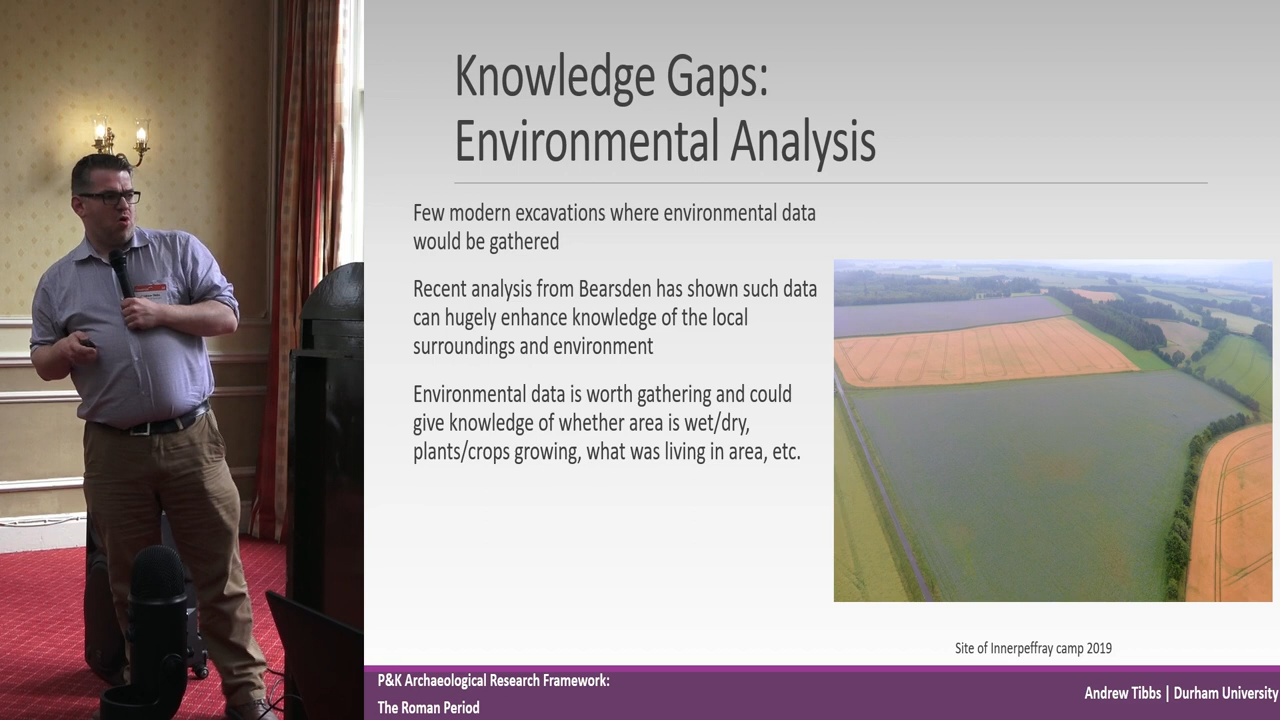 Knowledge Gaps:
Environmental Analysis
Few modern excavations where environmental data
would be gathered
Recent analysis from Bearsden has shown such data
can hugely enhance knowledge of the local
surroundings and environment
Environmental data is worth gathering and could
give knowledge of whether area is wet/dry,
plants/crops growing, what was living in area, etc.
Site of Innerpeffray camp 2019
P&K Archaeological Research Framework:
The Roman Period
Andrew Tibbs | Durham University